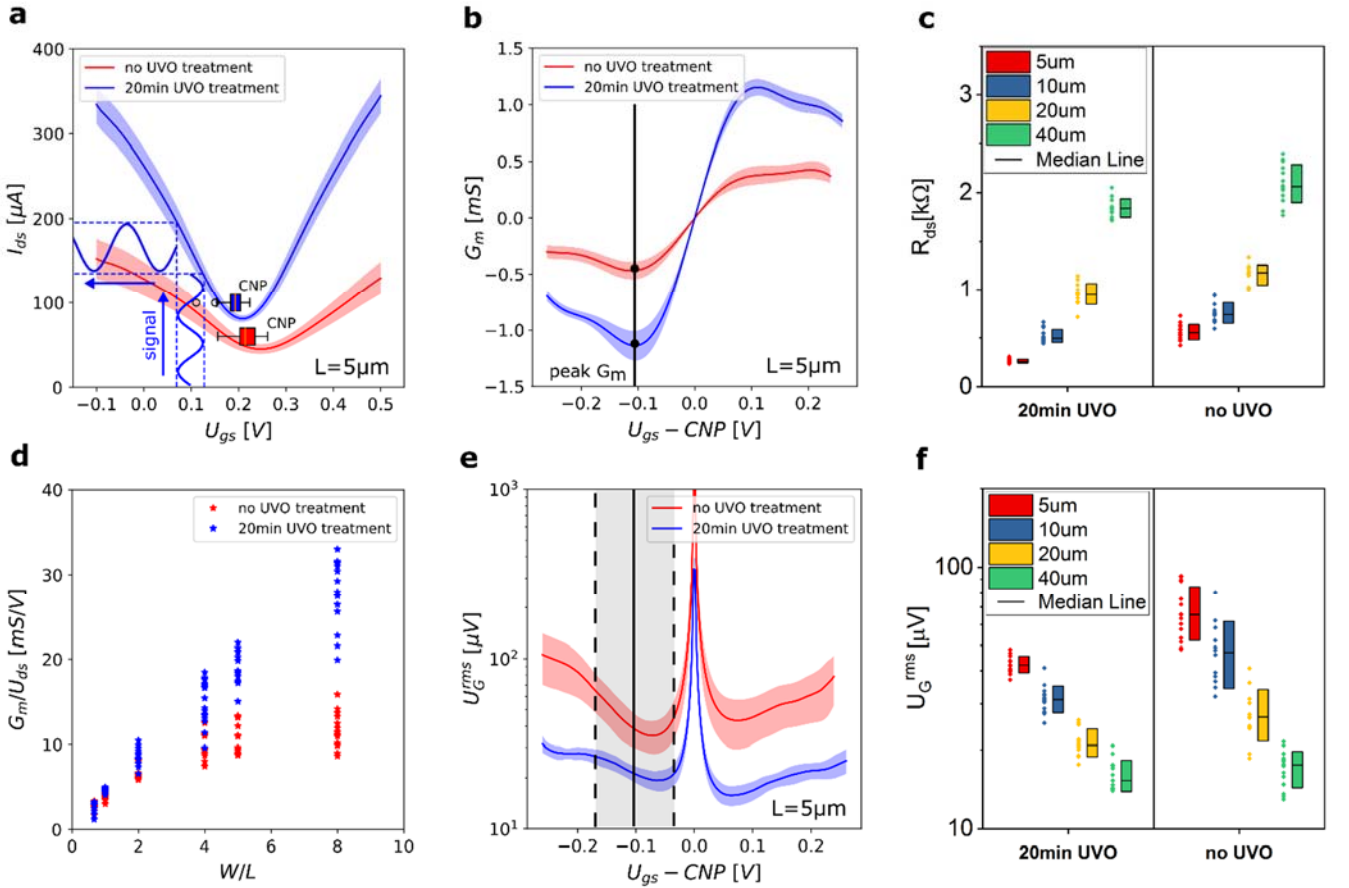 a
400
350
300
250
200
150
100
50
0
I_ds [μA]
no UVO treatment
20min UVO treatment
CNP
CNP
signal
L=5μm
−0.1 0.0 0.1 0.2 0.3 0.4 0.5
U_gs [V]
b
1.5
1.0
0.5
0.0
−0.5
−1.0
−1.5
G_m [mS]
no UVO treatment
20min UVO treatment
peak G_m
L=5μm
−0.2 −0.1 0.0 0.1 0.2
U_gs − CNP [V]
c
3
2
1
0
R_ds[kΩ]
5um
10um
20um
40um
Median Line
20min UVO no UVO
d
40
30
20
10
0
G_m/U_ds [mS/V]
no UVO treatment
20min UVO treatment
0 2 4 6 8 10
W/L
e
10^3
10^2
10^1
U_G^rms [μV]
no UVO treatment
20min UVO treatment
L=5μm
−0.2 −0.1 0.0 0.1 0.2
U_gs − CNP [V]
f
100
10
U_G^rms [μV]
5um
10um
20um
40um
Median Line
20min UVO no UVO